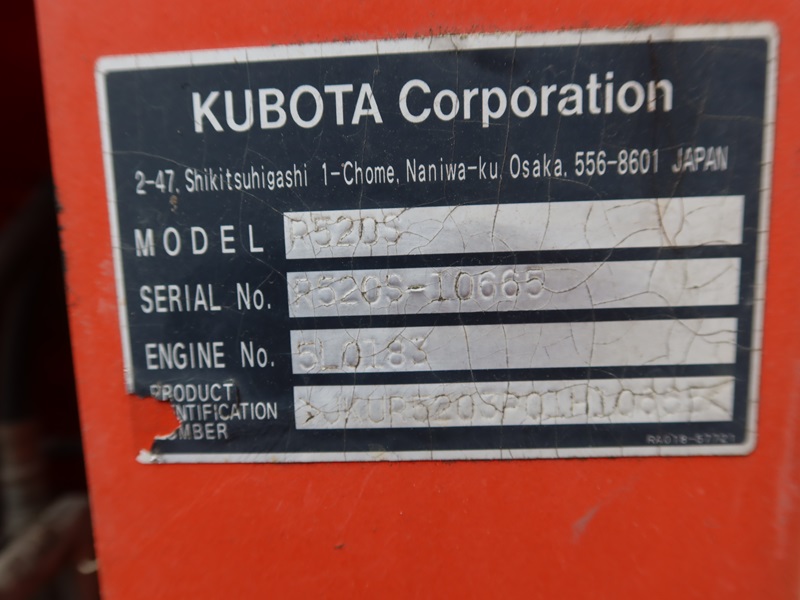 KUBOTA Corporation
2-47, Shikitsuhigashi 1-Chome, Naniwa-ku, Osaka, 556-8601 JAPAN
MODEL R520S
SERIAL No. R520S-10665
ENGINE No. 5L0183
PRODUCT
NUMBER